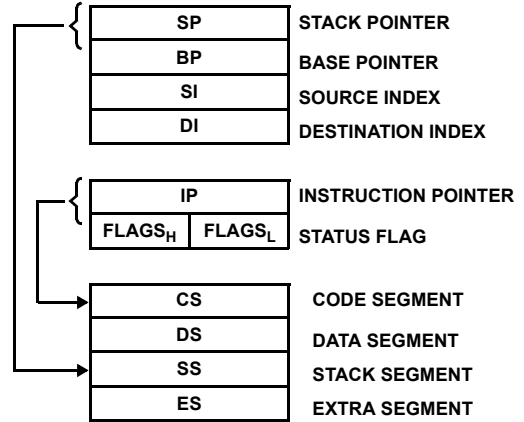 SP STACK POINTER
BP BASE POINTER
SI SOURCE INDEX
DI DESTINATION INDEX
IP INSTRUCTION POINTER
FLAGSH FLAGSL STATUS FLAG
CS CODE SEGMENT
DS DATA SEGMENT
SS STACK SEGMENT
ES EXTRA SEGMENT